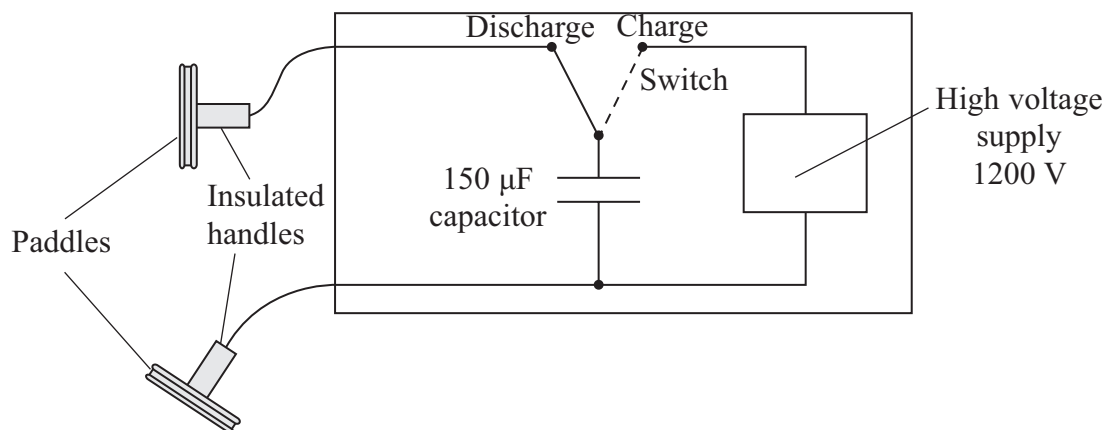 Discharge
Charge
Switch
High voltage
supply
1200 V
150 μF
capacitor
Insulated
handles
Paddles